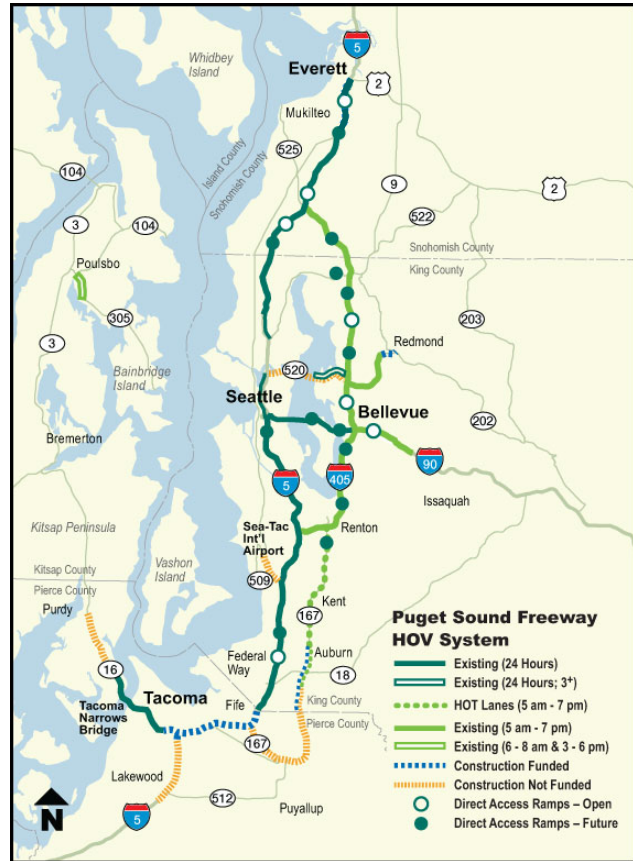 5
Everett
2
Whidbey
Island
Mukilteo
525
Island County
Snohomish County
104
9
2
3
104
522
Poulsbo
Snohomish County
King County
305
203
Redmond
3
Bainbridge
Island
520
Seattle
Bellevue
202
Bremerton
5
405
90
Issaquah
Sea-Tac
Int'l
Airport
Renton
Kitsap Peninsula
Vashon
Island
Kitsap County
Pierce County
509
Kent
Purdy
167
Auburn
16
Federal
Way
18
Tacoma
Tacoma
Narrows
Bridge
Fife
King County
Pierce County
167
Lakewood
512
Puyallup
5
N
Puget Sound Freeway
HOV System
Existing (24 Hours)
Existing (24 Hours; 3+)
HOT Lanes (5 am - 7 pm)
Existing (5 am - 7 pm)
Existing (6 - 8 am & 3 - 6 pm)
Construction Funded
Construction Not Funded
Direct Access Ramps – Open
Direct Access Ramps – Future